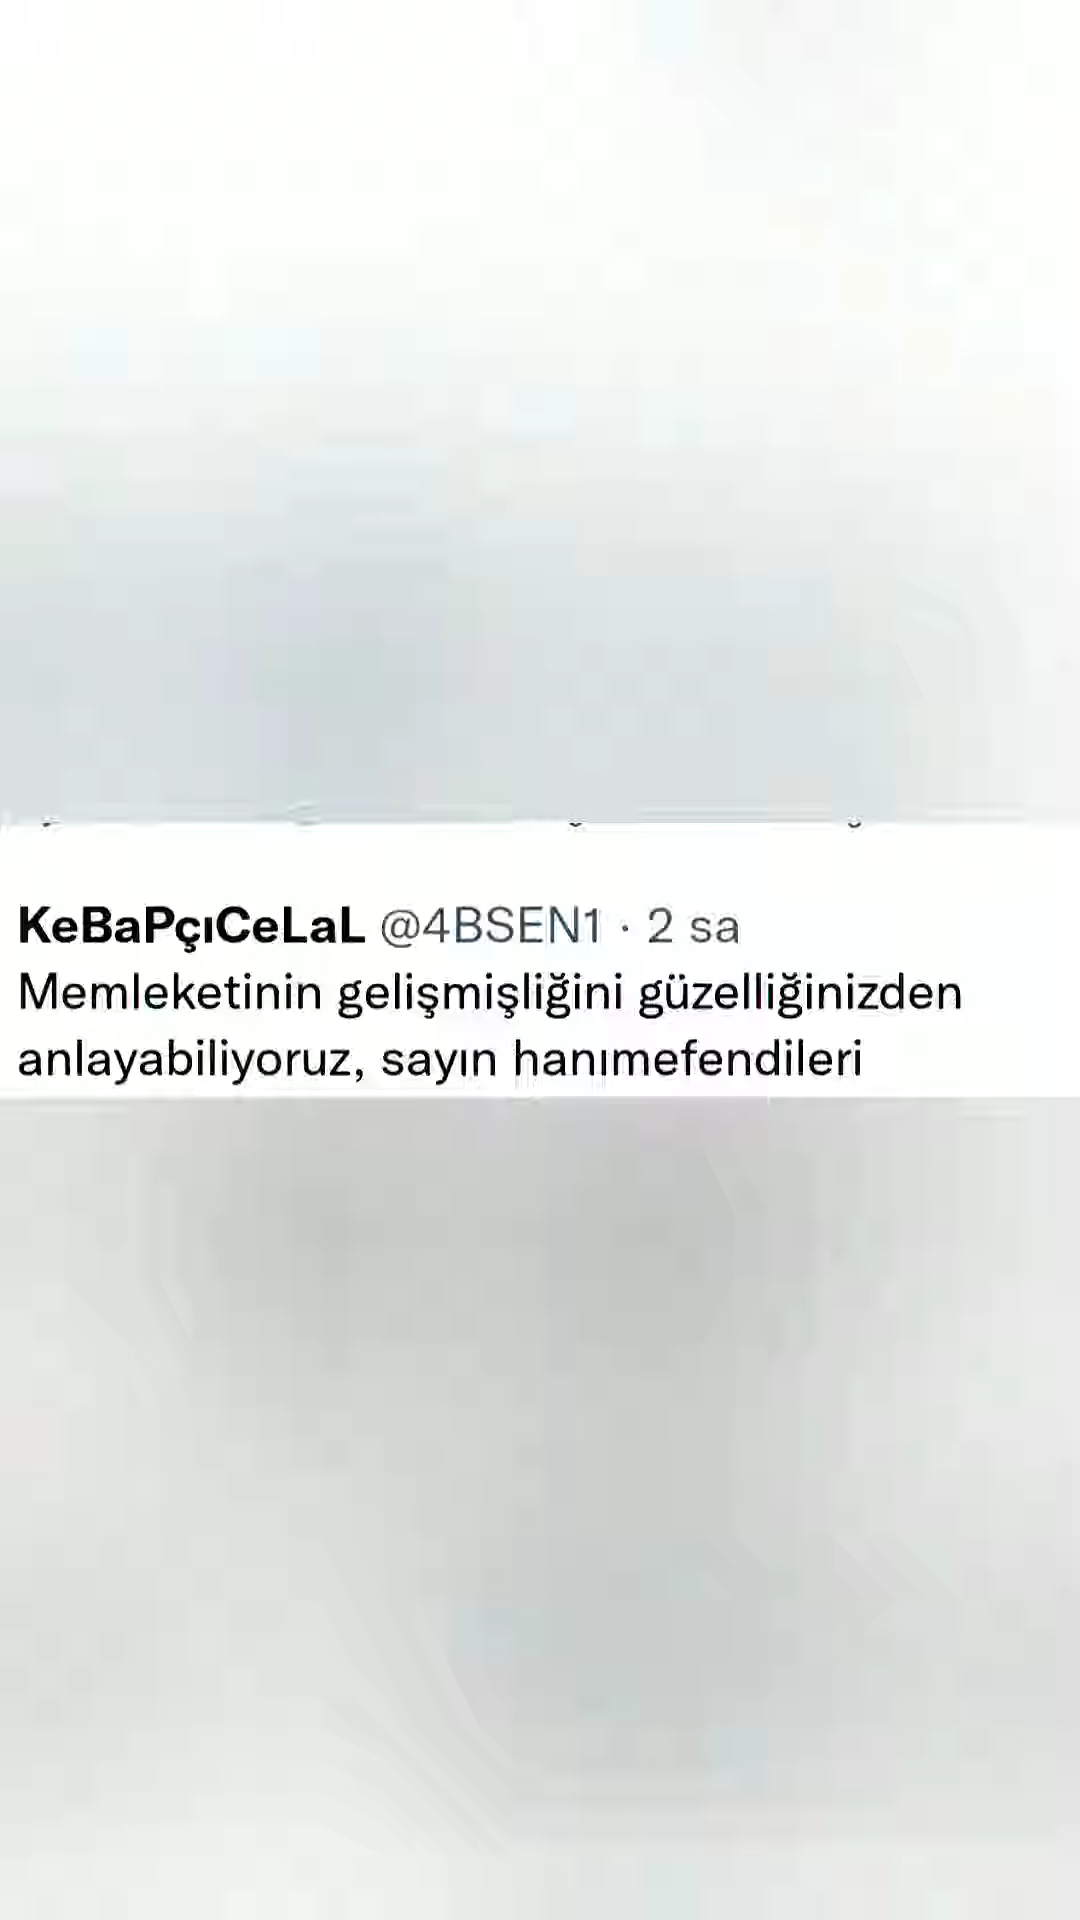 KeBaPçıCeLaL @4BSEN1 · 2 sa
Memleketinin gelişmişliğini güzelliğinizden
anlayabiliyoruz, sayın hanımefendileri